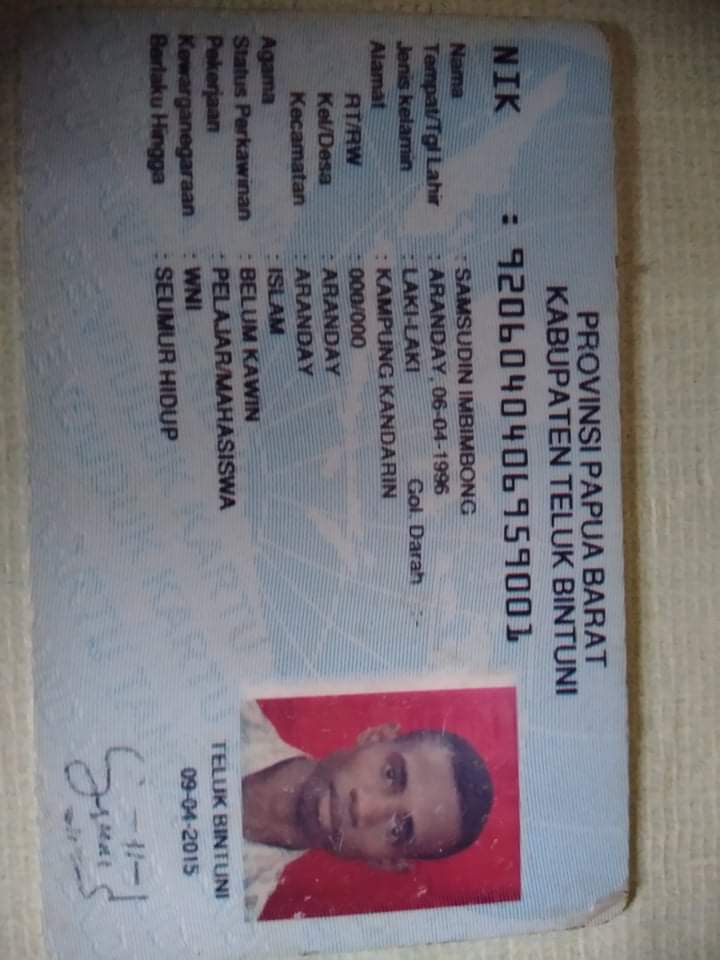 PROVINSI PAPUA BARAT
KABUPATEN TELUK BINTUNI
NIK : 9206040406959001
Nama : SAMSUDIN IMBIMBONG
Tempat/Tgl Lahir : ARANDAY, 06-04-1996
Jenis kelamin : LAKI-LAKI Gol. Darah :-
Alamat : KAMPUNG KANDARIN
RT/RW : 000/000
Kel/Desa : ARANDAY
Kecamatan : ARANDAY
Agama : ISLAM
Status Perkawinan : BELUM KAWIN
Pekerjaan : PELAJAR/MAHASISWA
Kewarganegaraan : WNI
Berlaku Hingga : SEUMUR HIDUP
TELUK BINTUNI
09-04-2015